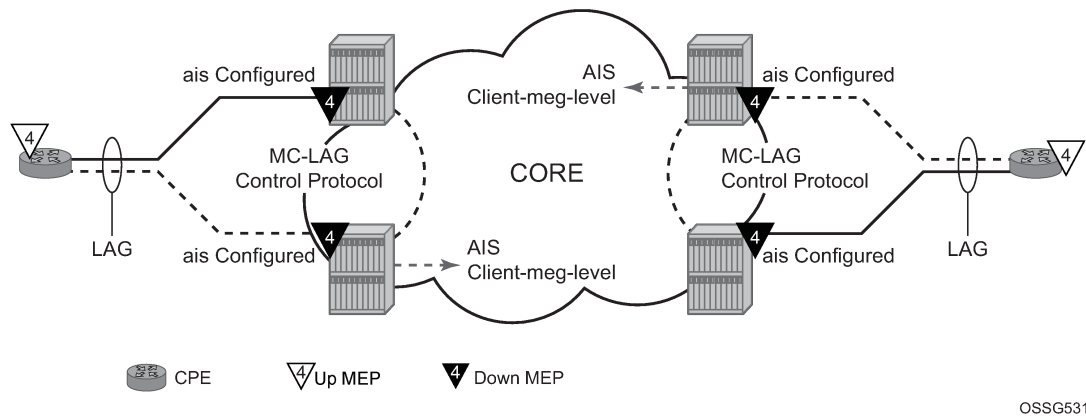 ais Configured
4
4
LAG
MC-LAG
Control Protocol
ais Configured
4
AIS
Client-meg-level
CORE
AIS
Client-meg-level
ais Configured
4
MC-LAG
Control Protocol
4
ais Configured
4
LAG
CPE
4 Up MEP
4 Down MEP
OSSG531